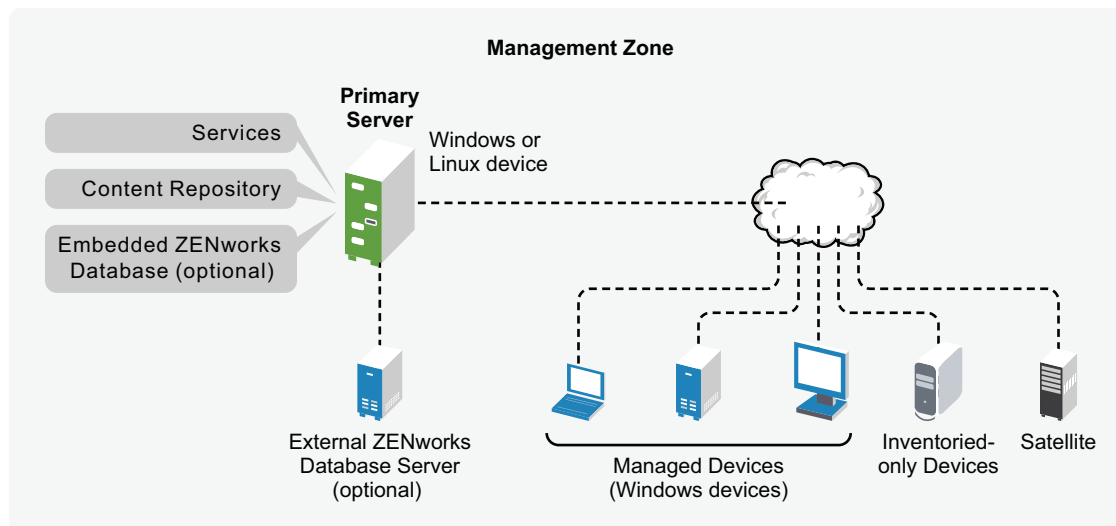 Management Zone
Primary
Server
Windows or
Linux device
Services
Content Repository
Embedded ZENworks
Database (optional)
External ZENworks
Database Server
(optional)
Managed Devices
(Windows devices)
Inventoried-
only Devices
Satellite